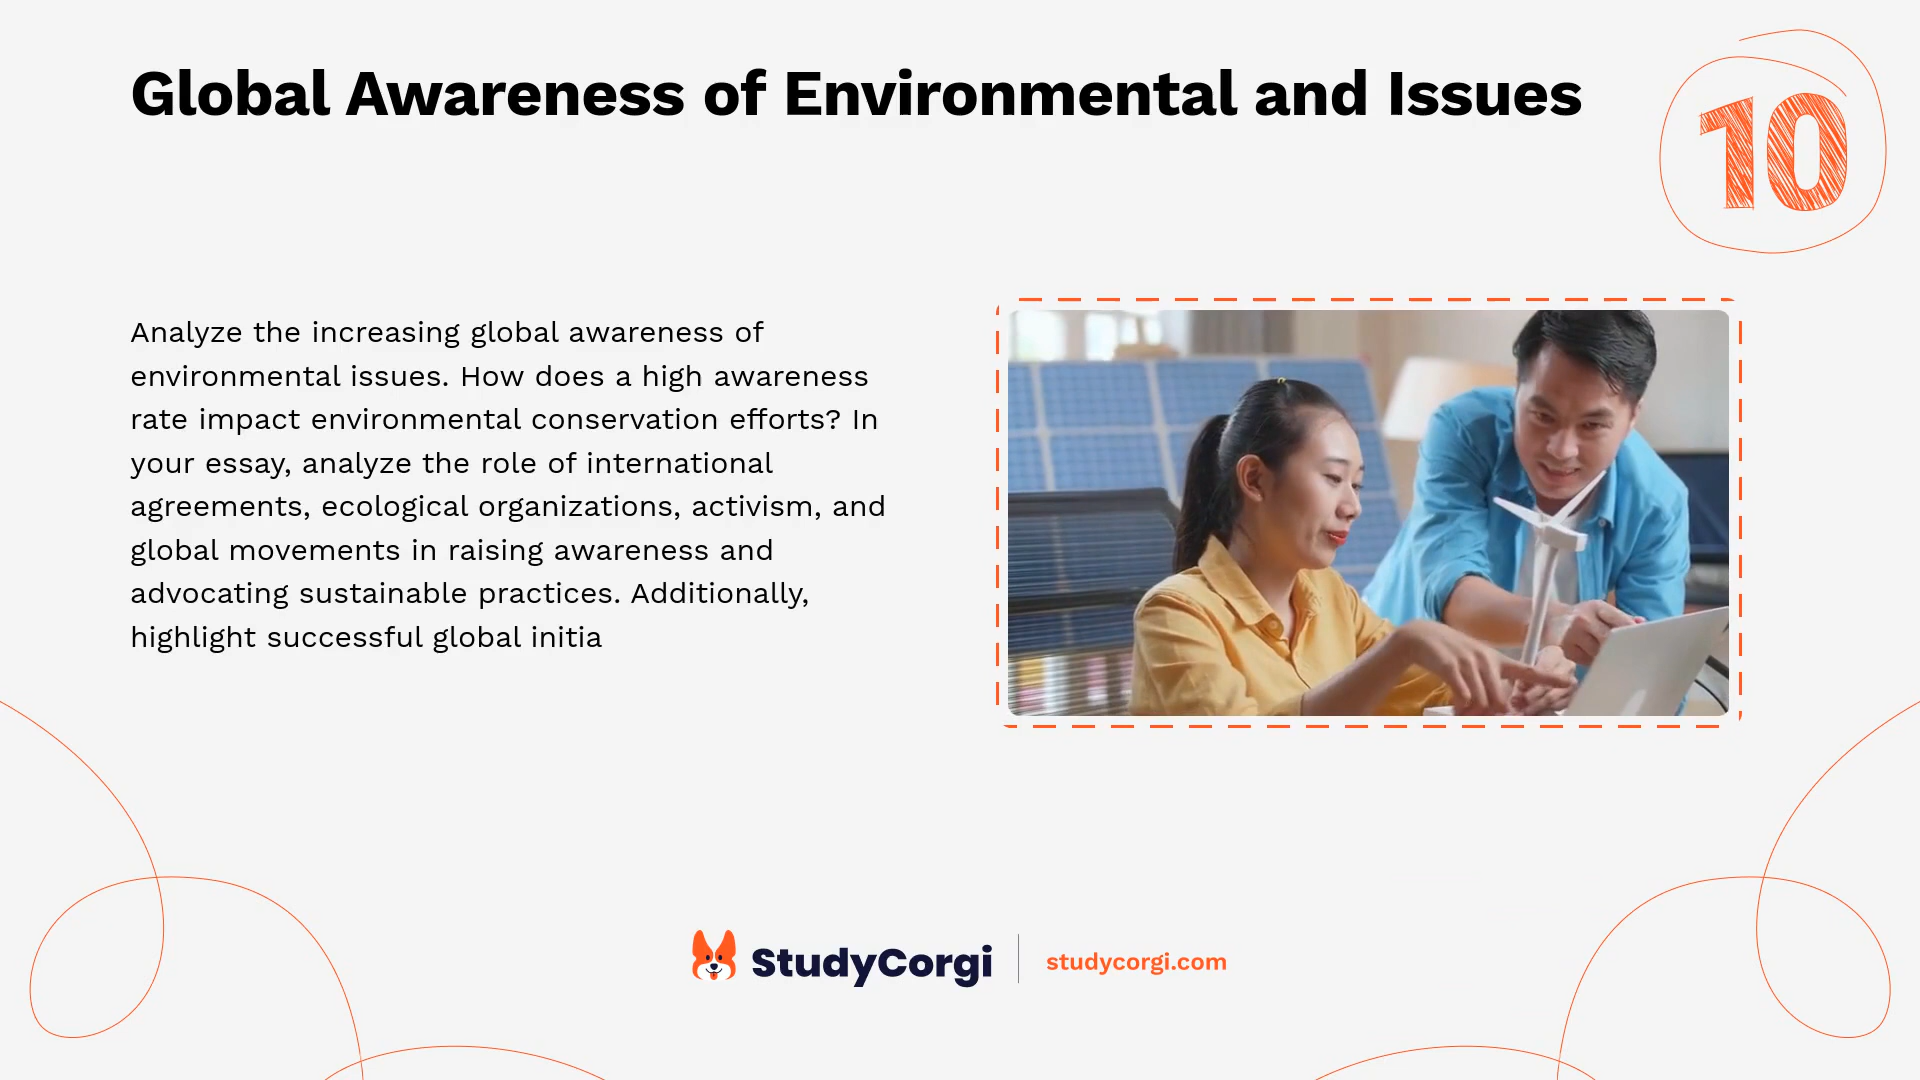 Global Awareness of Environmental and Issues
10
Analyze the increasing global awareness of
environmental issues. How does a high awareness
rate impact environmental conservation efforts? In
your essay, analyze the role of international
agreements, ecological organizations, activism, and
global movements in raising awareness and
advocating sustainable practices. Additionally,
highlight successful global initia
StudyCorgi
studycorgi.com